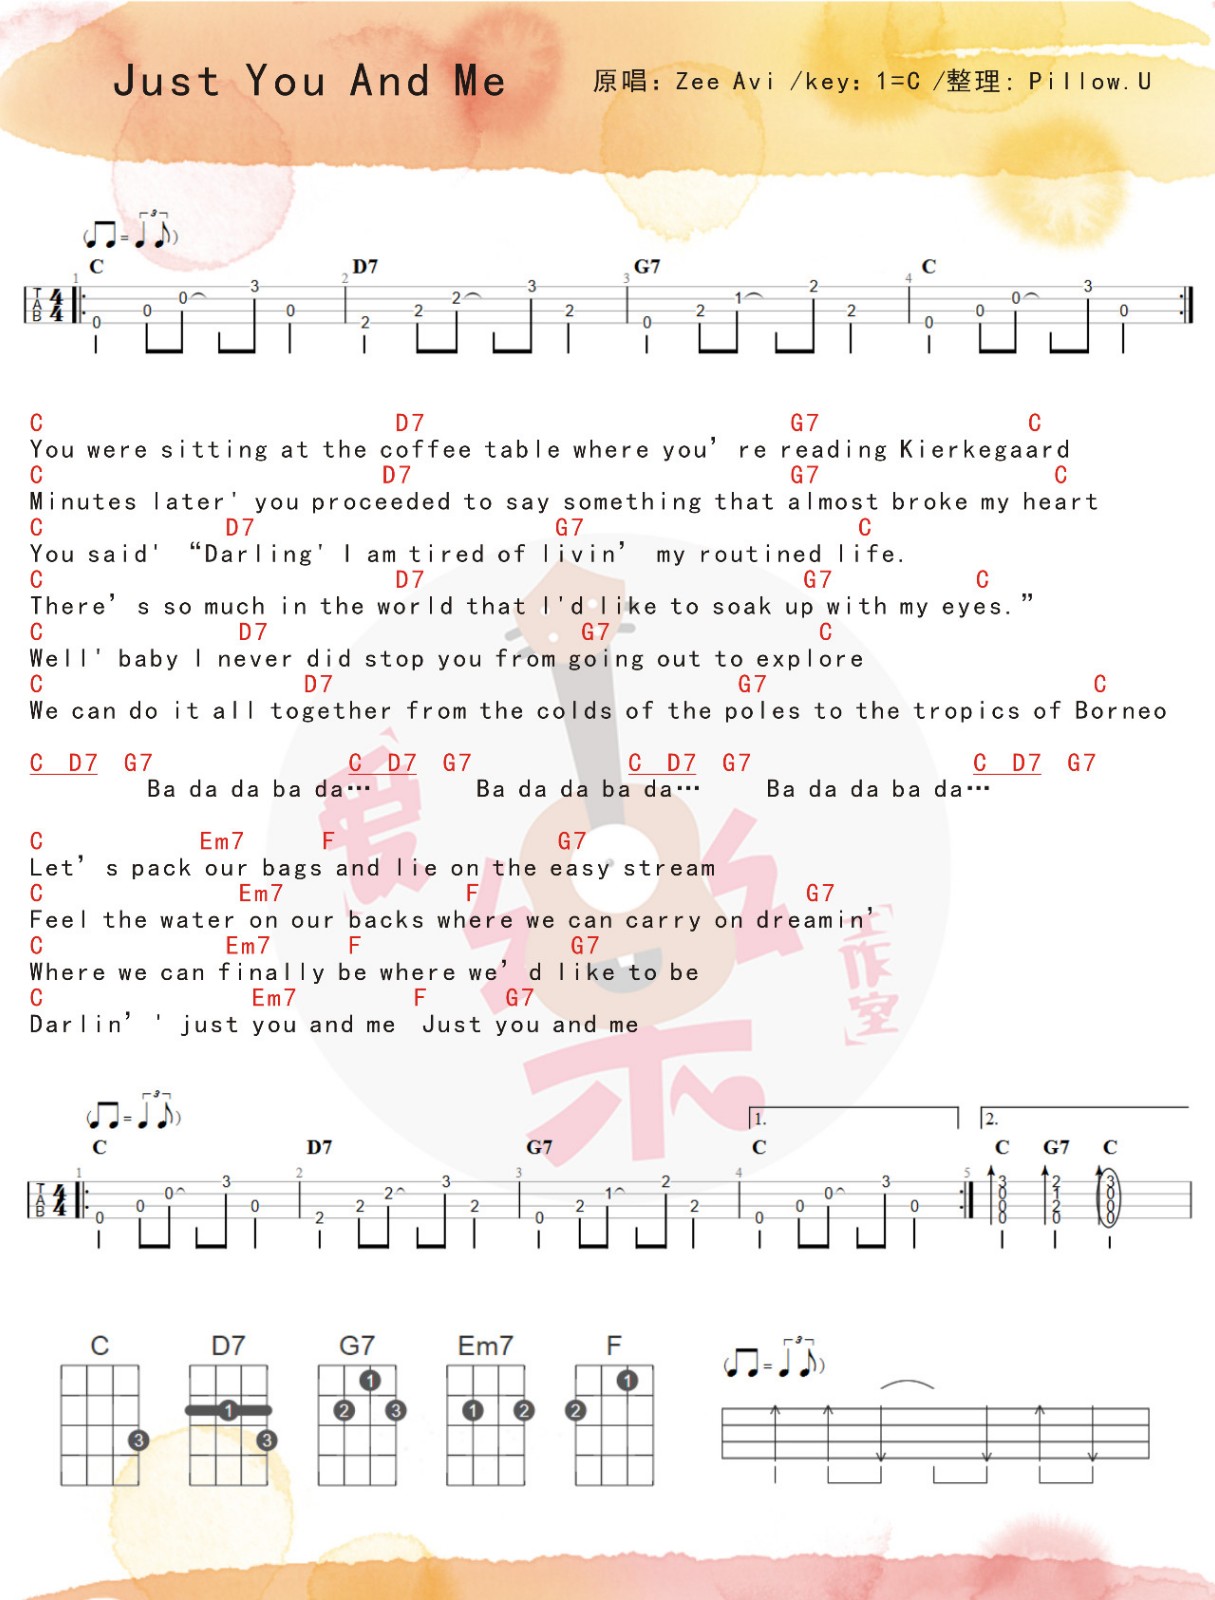 Just You And Me
原唱: Zee Avi /key: 1=C /整理: Pillow.U
(♫=♩♪) 3
C D7 G7 C
1 2 3 4
TAB 4/4 0 0 0 3 0 2 2 2 3 2 0 2 1 2 2 0 0 0 3 0
C D7 G7 C
You were sitting at the coffee table where you’re reading Kierkegaard
C D7 G7 C
Minutes later' you proceeded to say something that almost broke my heart
C D7 G7 C
You said' “Darling' I am tired of livin’ my routined life.
C D7 G7 C
There’s so much in the world that I'd like to soak up with my eyes.”
C D7 G7 C
Well' baby I never did stop you from going out to explore
C D7 G7 C
We can do it all together from the colds of the poles to the tropics of Borneo
C D7 G7 C D7 G7 C D7 G7 C D7 G7
Ba da da ba da… Ba da da ba da… Ba da da ba da…
C Em7 F G7
Let’s pack our bags and lie on the easy stream
C Em7 F G7
Feel the water on our backs where we can carry on dreamin’
C Em7 F G7
Where we can finally be where we’d like to be
C Em7 F G7
Darlin’' just you and me Just you and me
爱乐
工作室
(♫=♩♪) 3
1. 2.
C D7 G7 C C G7 C
1 2 3 4 5
TAB 4/4 0 0 0 3 0 2 2 2 3 2 0 2 1 2 2 0 0 0 3 0 3 0 0 0 2 1 2 0 3 0 0 0
C D7 G7 Em7 F
3 1 3 1 2 3 1 2 1 2
(♫=♩♪) 3